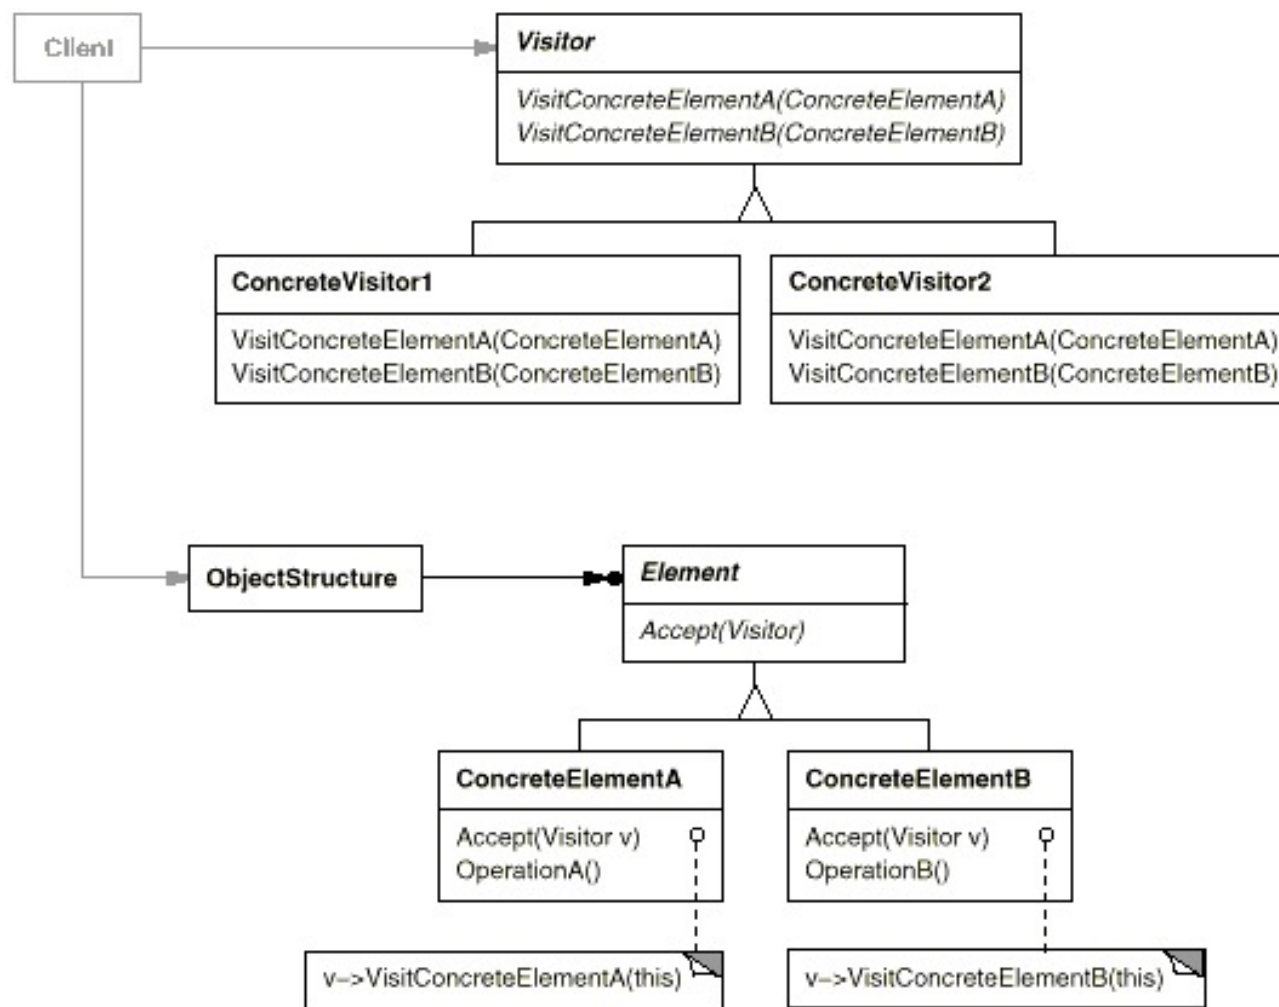 Client
Visitor
VisitConcreteElementA(ConcreteElementA)
VisitConcreteElementB(ConcreteElementB)
ConcreteVisitor1
VisitConcreteElementA(ConcreteElementA)
VisitConcreteElementB(ConcreteElementB)
ConcreteVisitor2
VisitConcreteElementA(ConcreteElementA)
VisitConcreteElementB(ConcreteElementB)
ObjectStructure
Element
Accept(Visitor)
ConcreteElementA
Accept(Visitor v)
OperationA()
ConcreteElementB
Accept(Visitor v)
OperationB()
v–>VisitConcreteElementA(this)
v–>VisitConcreteElementB(this)